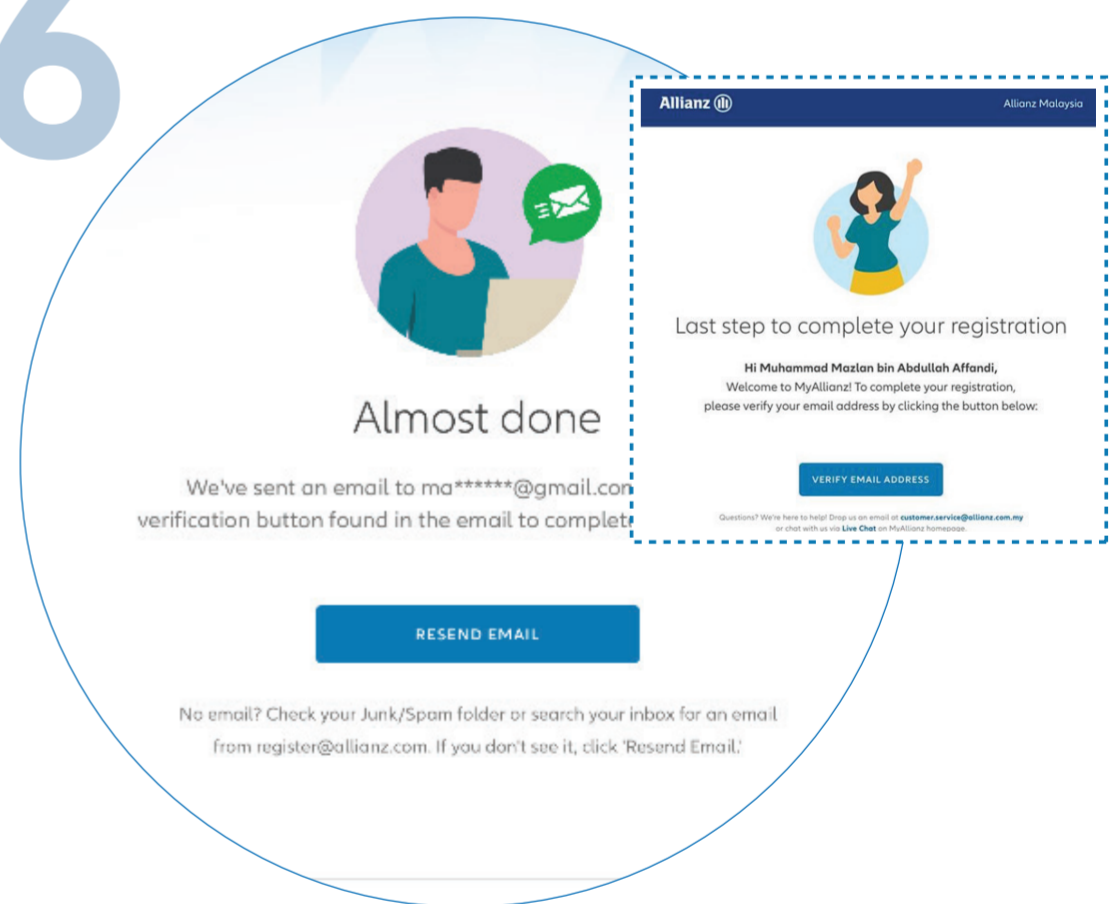 6
Almost done
We've sent an email to ma******@gmail.con
verification button found in the email to complet
RESEND EMAIL
No email? Check your Junk/Spam folder or search your inbox for an email
from register@allianz.com. If you don't see it, click 'Resend Email.'
Allianz
Allianz Malaysia
Last step to complete your registration
Hi Muhammad Mazlan bin Abdullah Affandi,
Welcome to MyAllianz! To complete your registration,
please verify your email address by clicking the button below:
VERIFY EMAIL ADDRESS
Questions? We're here to help! Drop us an email at customer.service@allianz.com.my
or chat with us via Live Chat on MyAllianz homepage.